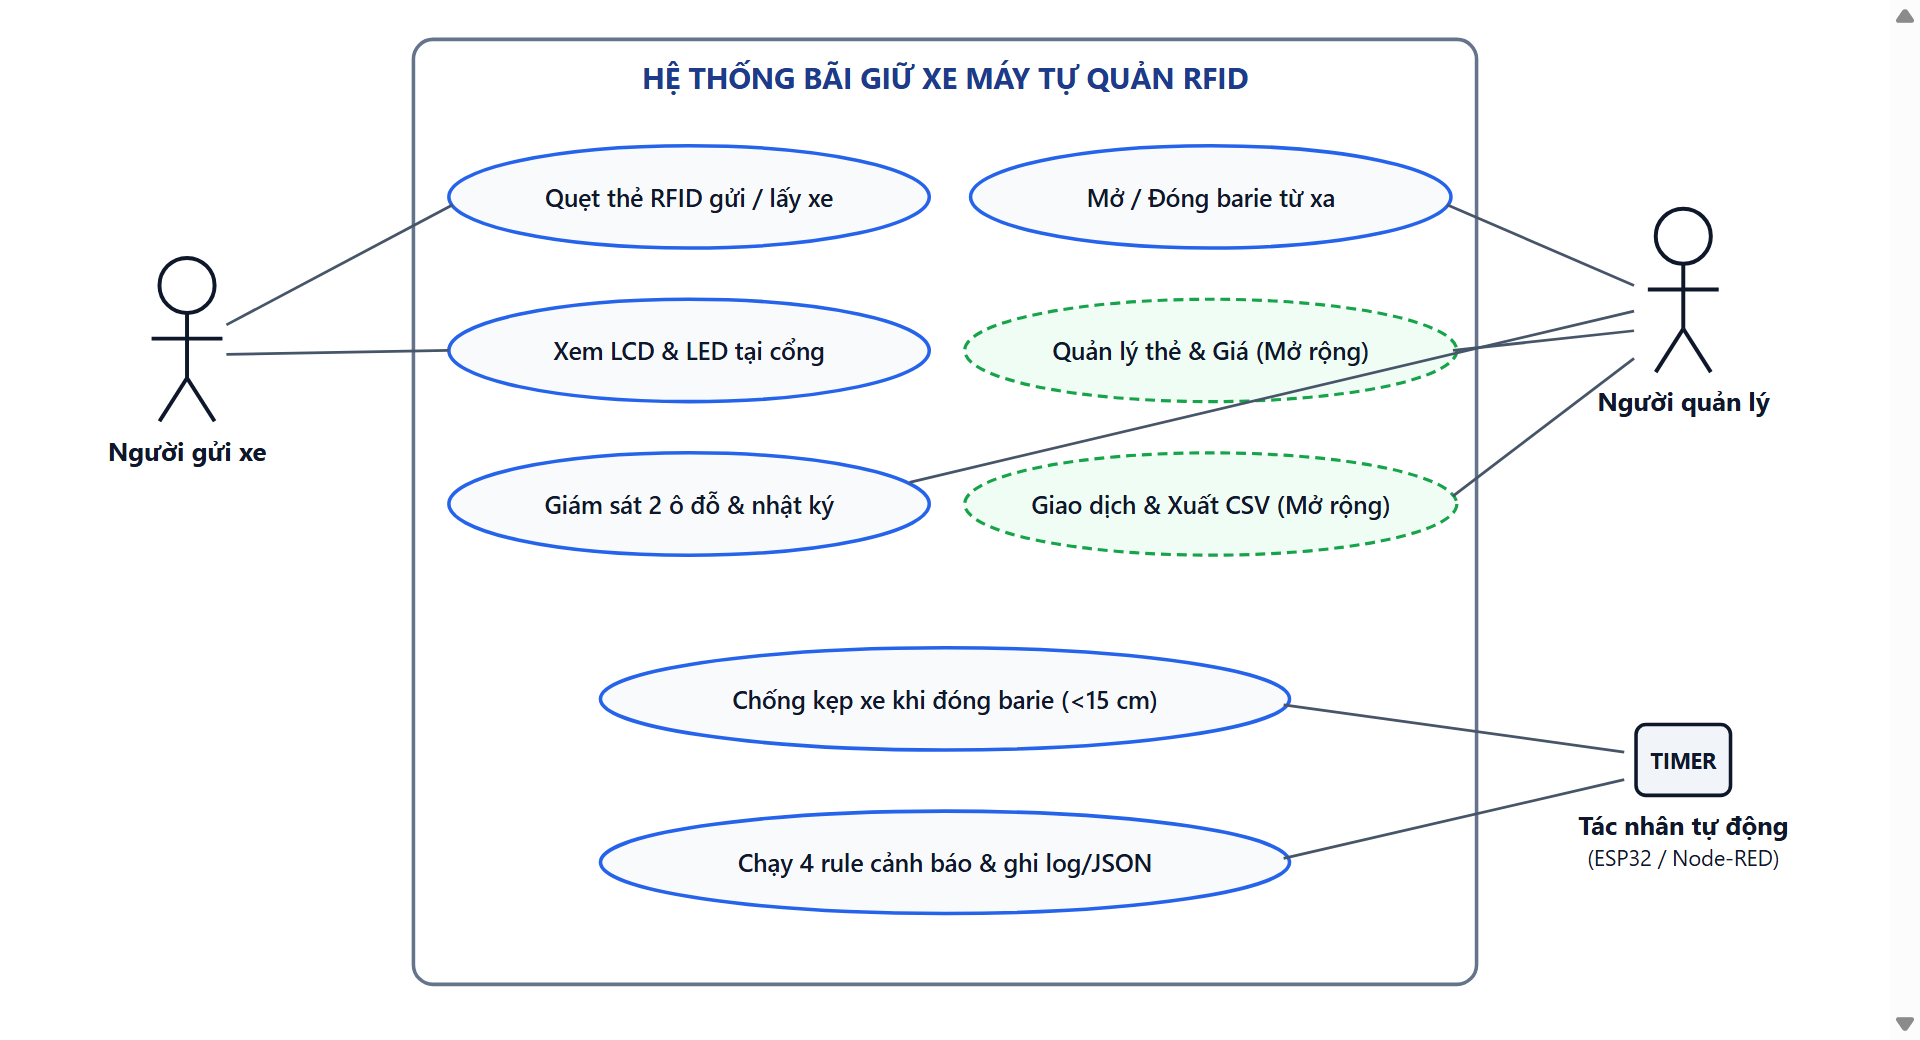 HỆ THỐNG BÃI GIỮ XE MÁY TỰ QUẢN RFID
Quẹt thẻ RFID gửi / lấy xe
Mở / Đóng barie từ xa
Xem LCD & LED tại cổng
Quản lý thẻ & Giá (Mở rộng)
Người quản lý
Người gửi xe
Giám sát 2 ô đỗ & nhật ký
Giao dịch & Xuất CSV (Mở rộng)
Chống kẹp xe khi đóng barie (<15 cm)
TIMER
Tác nhân tự động
(ESP32 / Node-RED)
Chạy 4 rule cảnh báo & ghi log/JSON